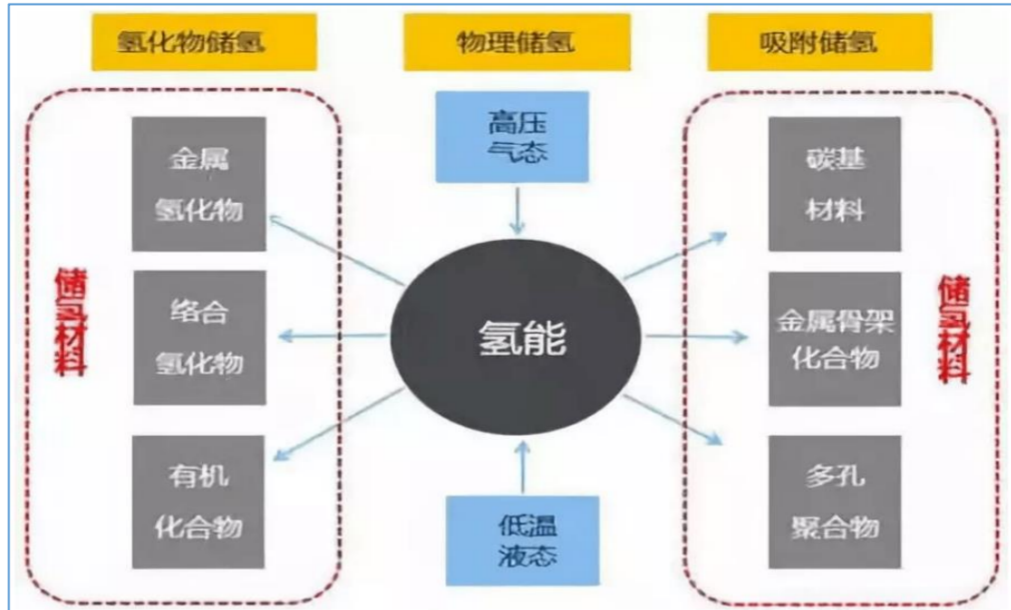 氢化物储氢
物理储氢
吸附储氢
金属
氢化物
络合
氢化物
有机
化合物
储氢材料
高压
气态
氢能
低温
液态
碳基
材料
金属骨架
化合物
多孔
聚合物
储氢材料